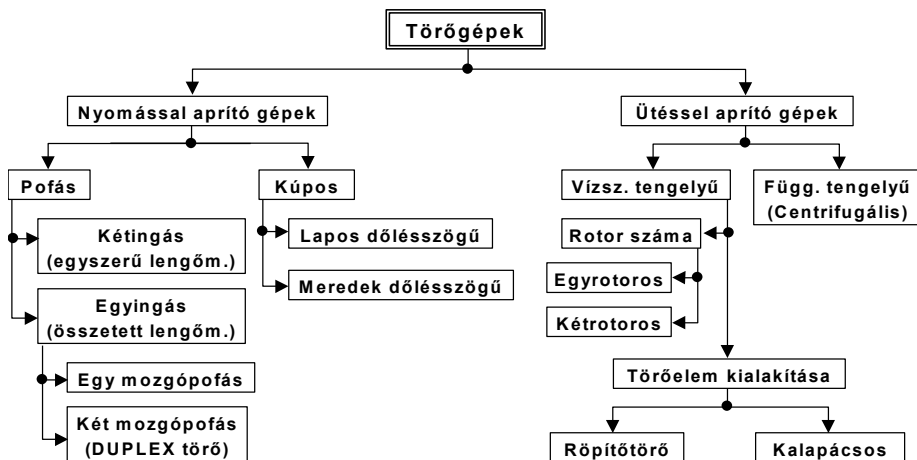 Törőgépek
Nyomással aprító gépek
Ütéssel aprító gépek
Pofás
Kúpos
Vízsz. tengelyű
Függ. tengelyű
(Centrifugális)
Kétingás
(egyszerű lengőm.)
Lapos dőlésszögű
Rotor száma
Meredek dőlésszögű
Egyrotoros
Egyingás
(összetett lengőm.)
Kétrotoros
Egy mozgópofás
Törőelem kialakítása
Két mozgópofás
(DUPLEX törő)
Röpítőtörő
Kalapácsos